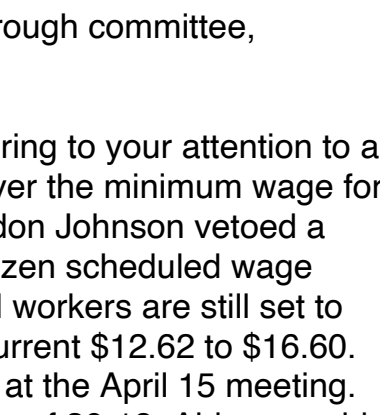 rough committee,
ring to your attention to a
ver the minimum wage for
don Johnson vetoed a
zen scheduled wage
workers are still set to
urrent $12.62 to $16.60.
at the April 15 meeting.